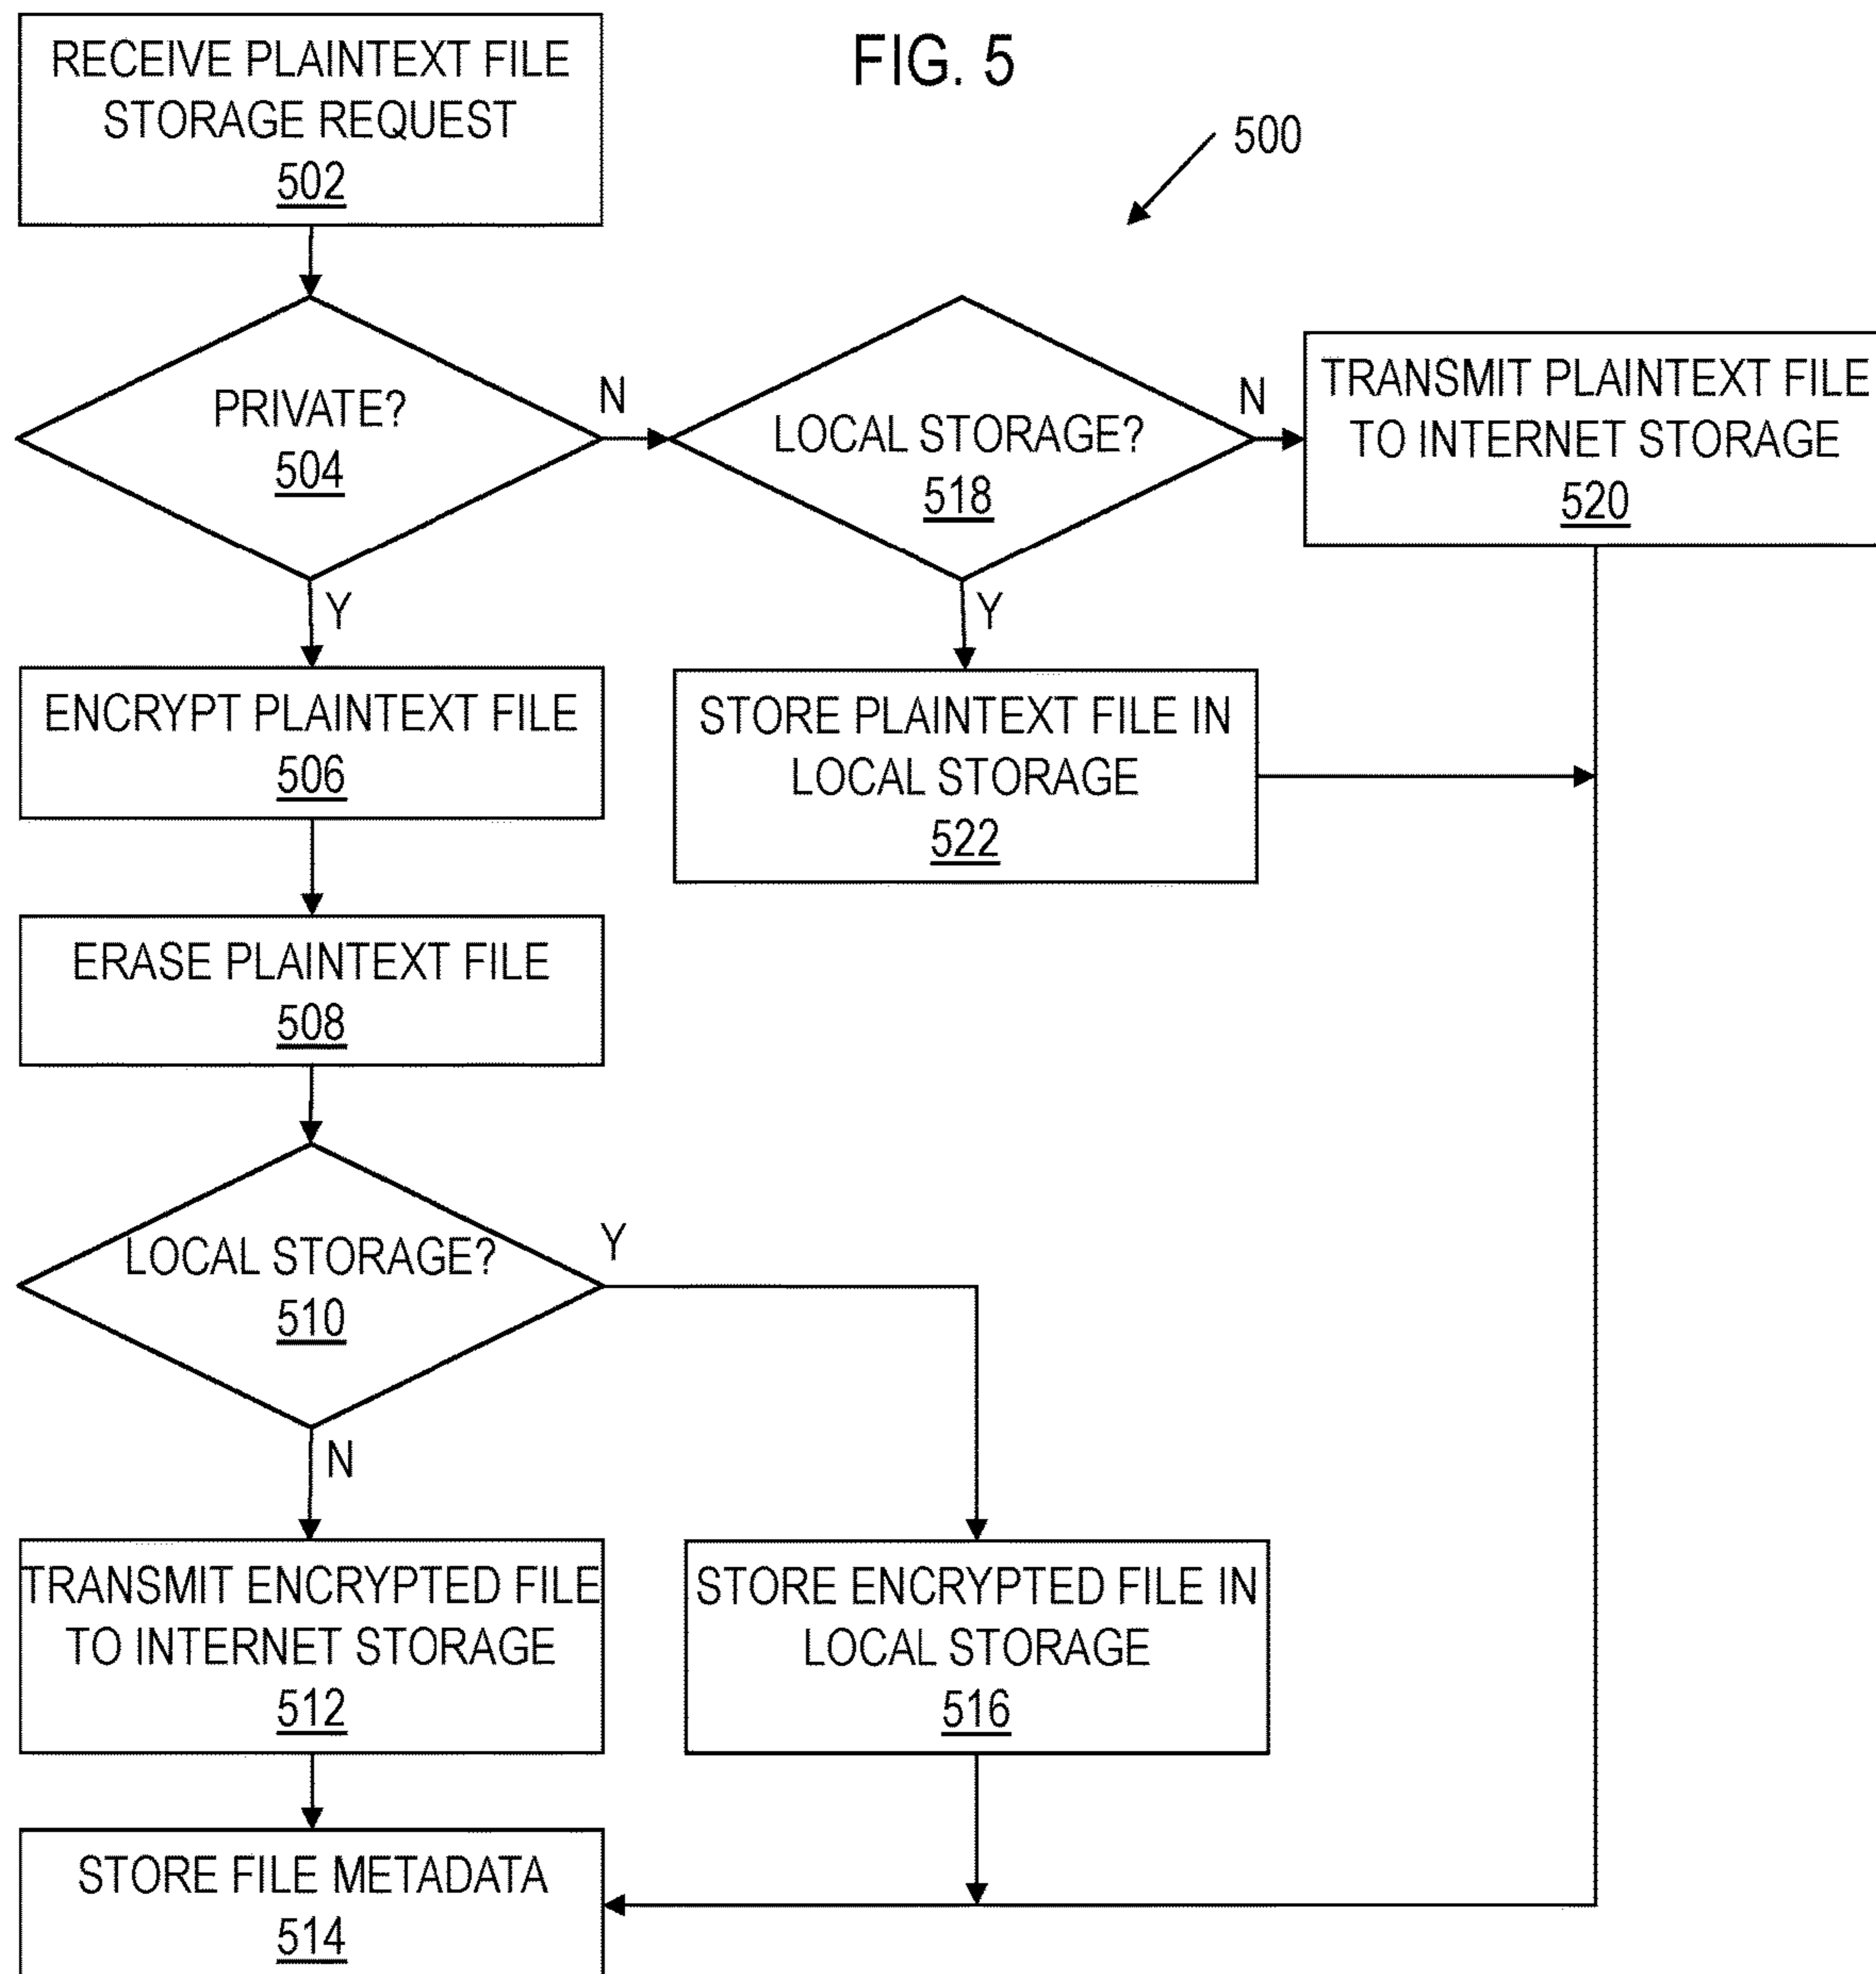 FIG. 5
500
RECEIVE PLAINTEXT FILE
STORAGE REQUEST
502
PRIVATE?
504
N
LOCAL STORAGE?
518
N
TRANSMIT PLAINTEXT FILE
TO INTERNET STORAGE
520
Y
Y
ENCRYPT PLAINTEXT FILE
506
STORE PLAINTEXT FILE IN
LOCAL STORAGE
522
ERASE PLAINTEXT FILE
508
LOCAL STORAGE?
510
Y
N
TRANSMIT ENCRYPTED FILE
TO INTERNET STORAGE
512
STORE ENCRYPTED FILE IN
LOCAL STORAGE
516
STORE FILE METADATA
514